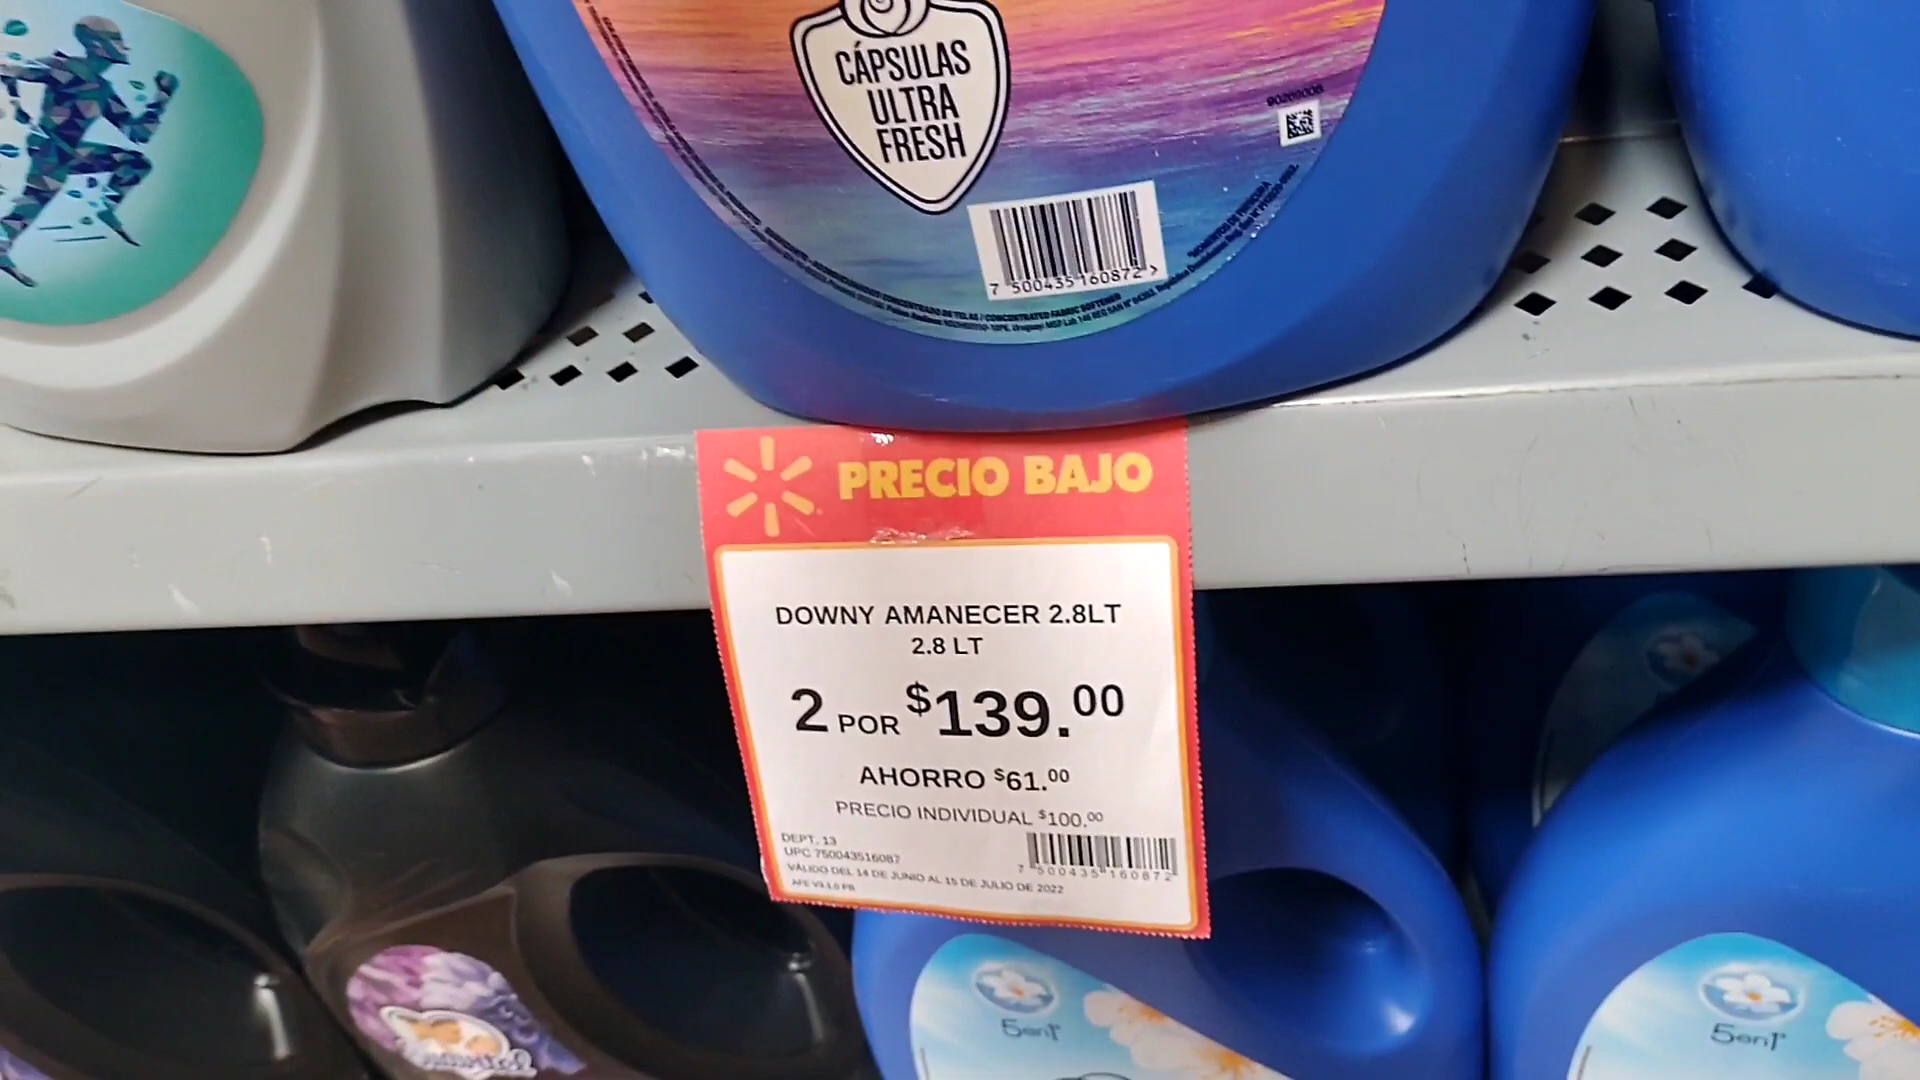 CÁPSULAS
ULTRA
FRESH
90269008
7 500435 160872 >
PRECIO BAJO
DOWNY AMANECER 2.8LT
2.8 LT
2 POR $139.00
AHORRO $61.00
PRECIO INDIVIDUAL $100.00
DEPT. 13
UPC 750043516087
7 500435 160872
VÁLIDO DEL 14 DE JUNIO AL 15 DE JULIO DE 2022
5en1
5en1